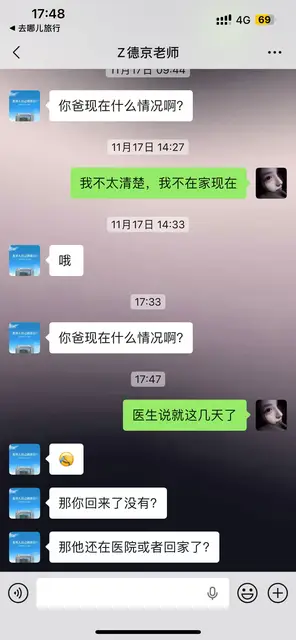 17:48
4G 69
◀ 去哪儿旅行
Z德京老师
11月17日 09:44
你爸现在什么情况啊?
11月17日 14:27
我不太清楚，我不在家现在
11月17日 14:33
哦
17:33
你爸现在什么情况啊?
17:47
医生说就这几天了
那你回来了没有?
那他还在医院或者回家了?